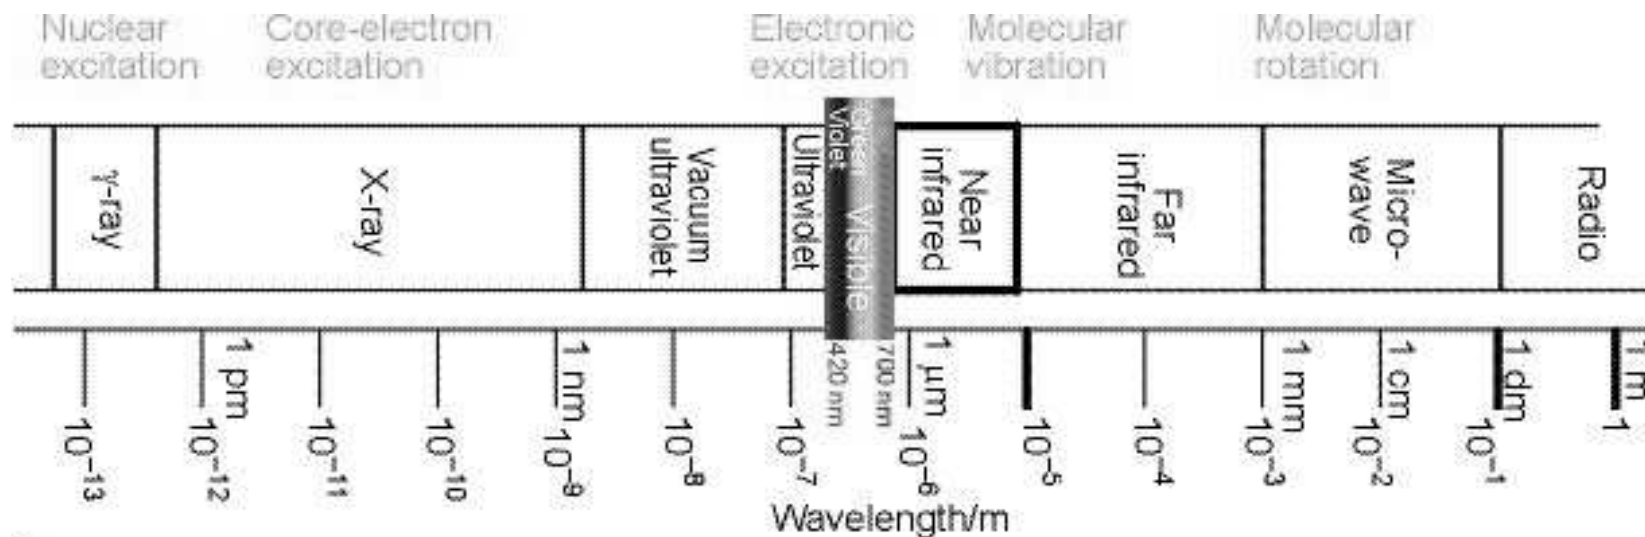 Nuclear
excitation
Core-electron
excitation
Electronic
excitation
Molecular
vibration
Molecular
rotation
γ-ray
X-ray
Vacuum
ultraviolet
Ultraviolet
Violet
Visible
Near
infrared
Far
infrared
Micro-
wave
Radio
1 pm
1 nm
420 nm
700 nm
1 μm
1 mm
1 cm
1 dm
1 m
10⁻¹³
10⁻¹²
10⁻¹¹
10⁻¹⁰
10⁻⁹
10⁻⁸
10⁻⁷
10⁻⁶
10⁻⁵
10⁻⁴
10⁻³
10⁻²
10⁻¹
1
Wavelength/m